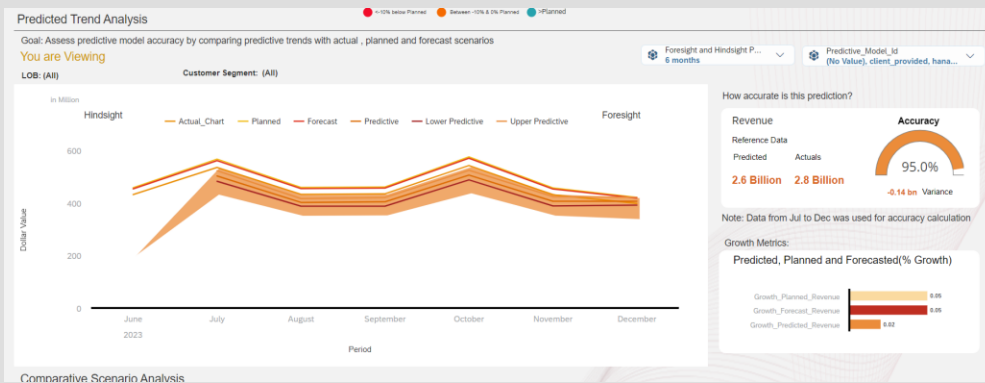 Predicted Trend Analysis
<-10% below Planned
Between -10% & 0% Planned
>Planned
Goal: Assess predictive model accuracy by comparing predictive trends with actual , planned and forecast scenarios
You are Viewing
LOB: (All)
Customer Segment: (All)
Foresight and Hindsight P...
6 months
Predictive_Model_Id
(No Value), client_provided, hana...
in Million
Hindsight
Actual_Chart
Planned
Forecast
Predictive
Lower Predictive
Upper Predictive
Foresight
600
400
200
0
Dollar Value
June
July
August
September
October
November
December
2023
Period
How accurate is this prediction?
Revenue
Accuracy
Reference Data
Predicted
Actuals
2.6 Billion
2.8 Billion
95.0%
-0.14 bn Variance
Note: Data from Jul to Dec was used for accuracy calculation
Growth Metrics:
Predicted, Planned and Forecasted(% Growth)
Growth_Planned_Revenue
0.05
Growth_Forecast_Revenue
0.05
Growth_Predicted_Revenue
0.02
Comparative Scenario Analysis